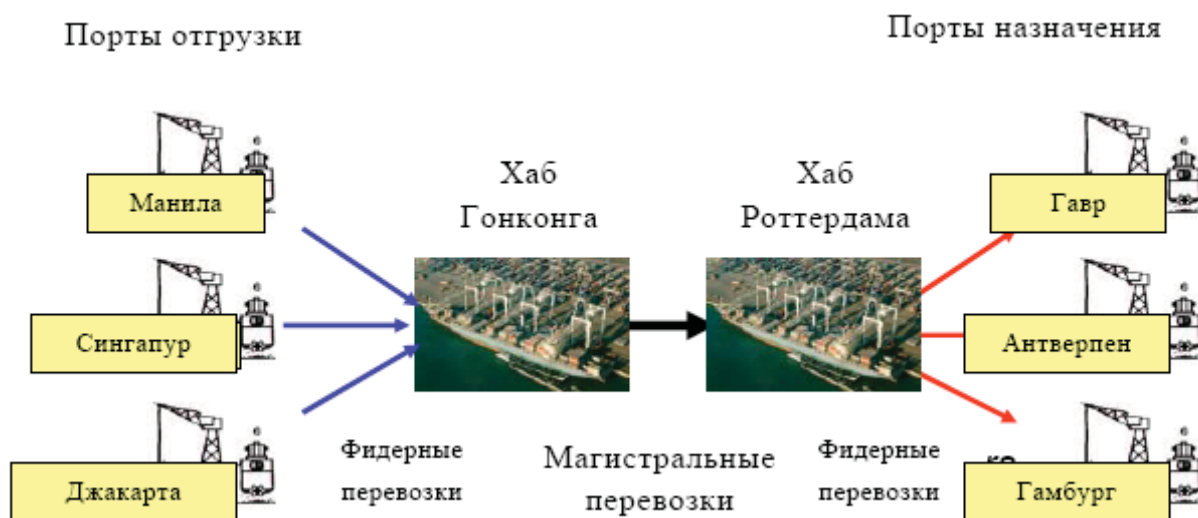 Порты отгрузки
Порты назначения
Манила
Сингапур
Джакарта
Хаб
Гонконга
Хаб
Роттердама
Гавр
Антверпен
Гамбург
Фидерные
перевозки
Магистральные
перевозки
Фидерные
перевозки